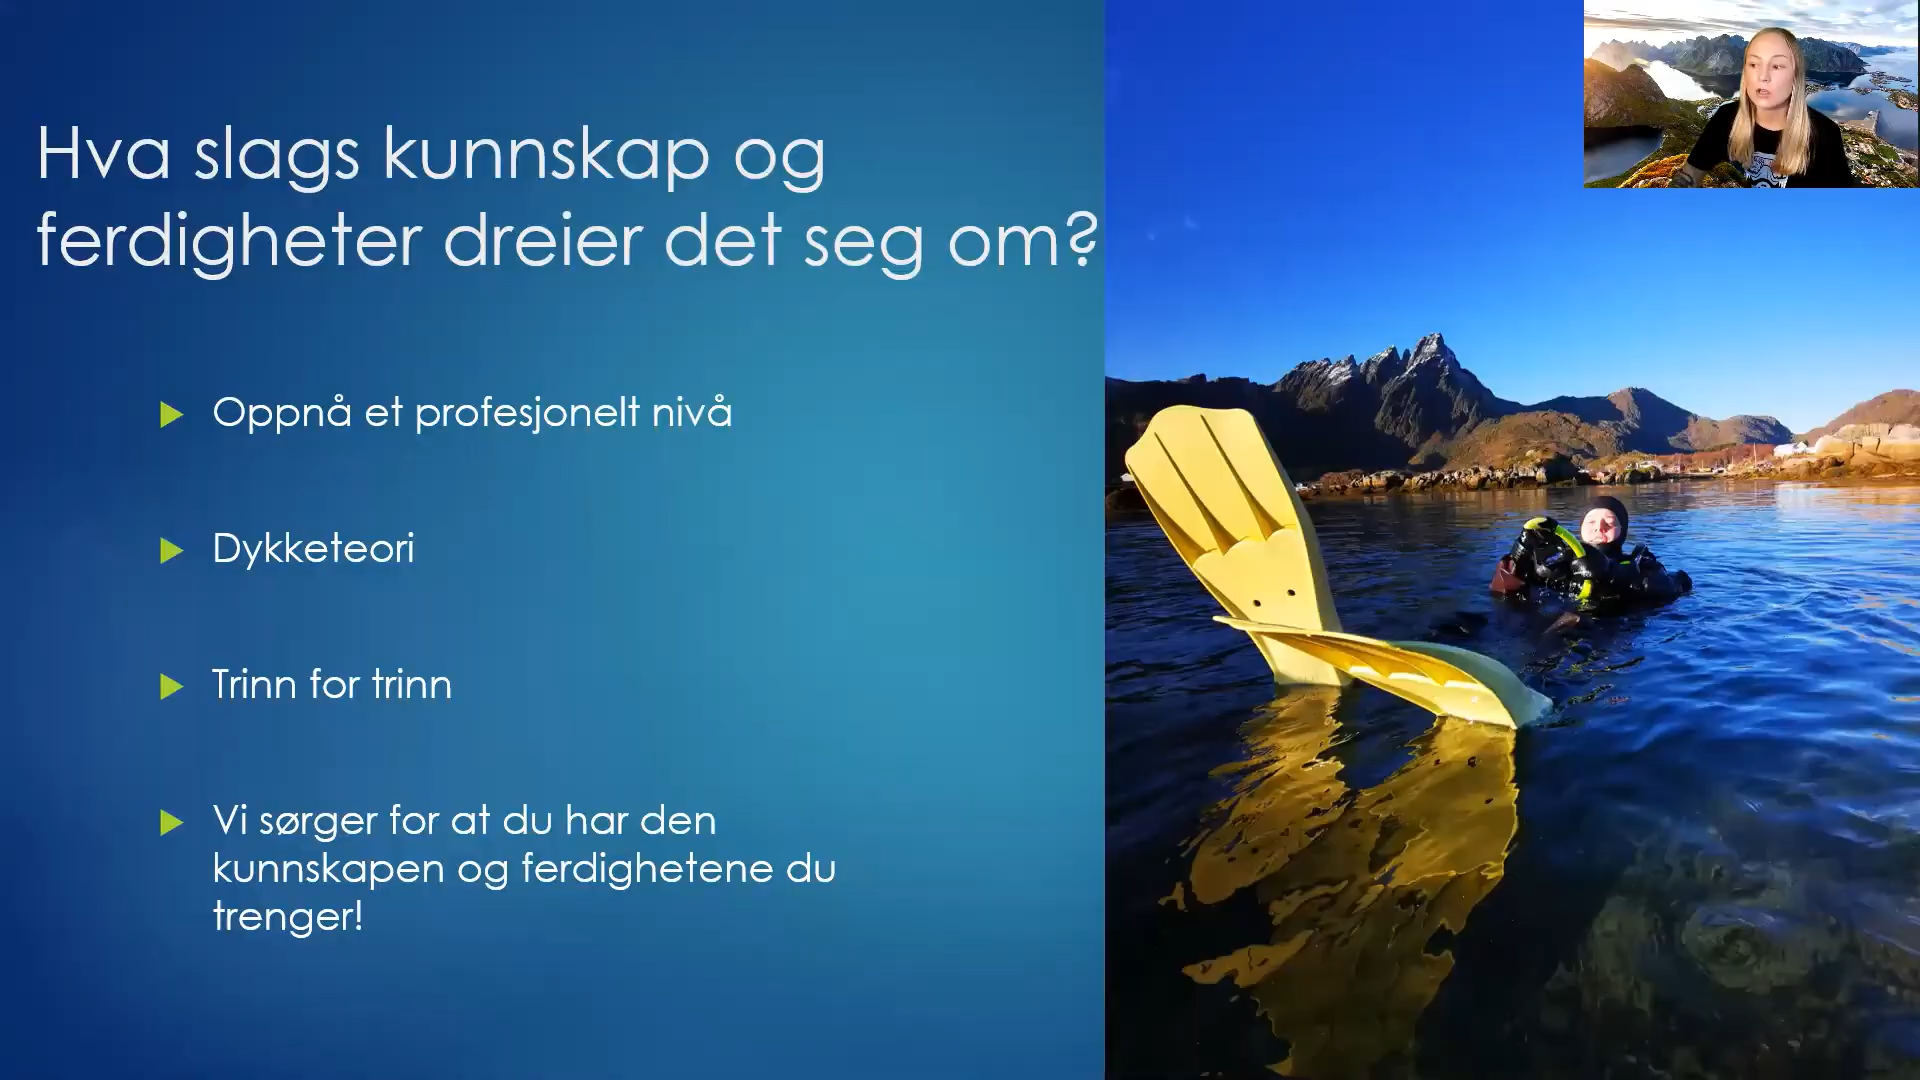 Hva slags kunnskap og
ferdigheter dreier det seg om?
Oppnå et profesjonelt nivå
Dykketeori
Trinn for trinn
Vi sørger for at du har den
kunnskapen og ferdighetene du
trenger!